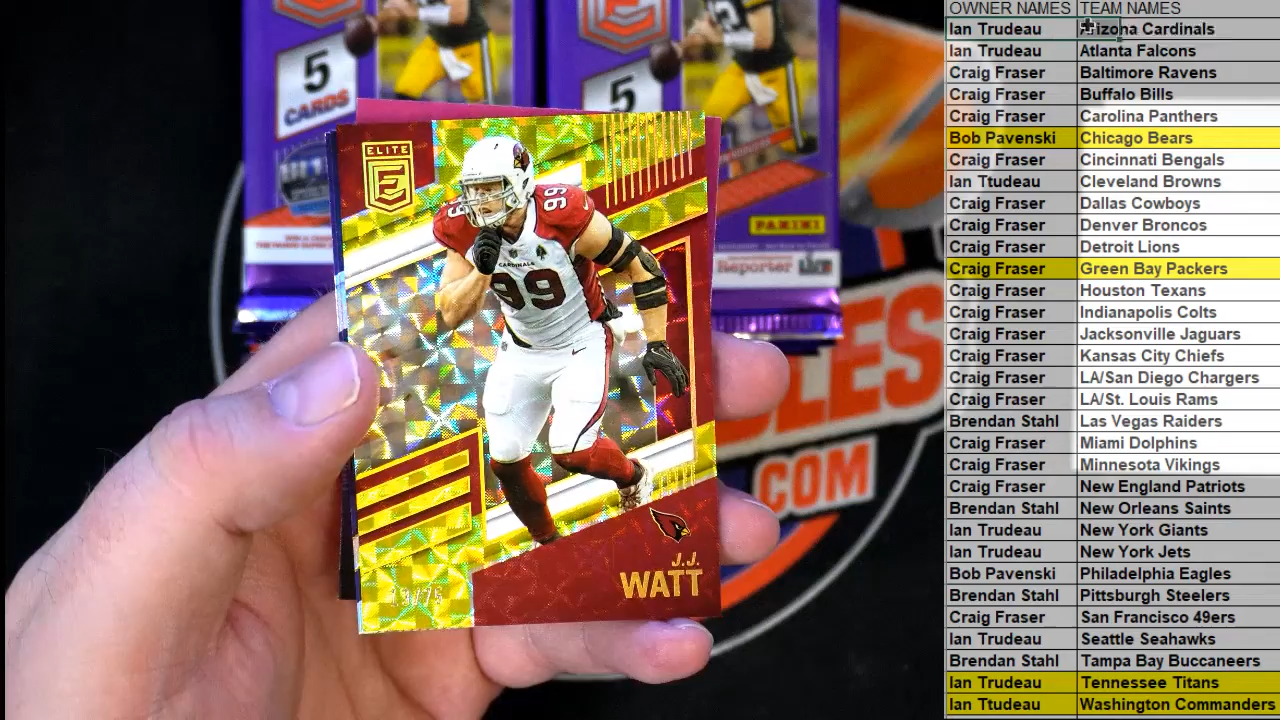 5
CARDS
5
PANINI
Reporter
ELITE
E
99
99
CARDINALS
99
J.J.
WATT
/75
LES
.COM
OWNER NAMES TEAM NAMES
Ian Trudeau Arizona Cardinals
Ian Trudeau Atlanta Falcons
Craig Fraser Baltimore Ravens
Craig Fraser Buffalo Bills
Craig Fraser Carolina Panthers
Bob Pavenski Chicago Bears
Craig Fraser Cincinnati Bengals
Ian Ttudeau Cleveland Browns
Craig Fraser Dallas Cowboys
Craig Fraser Denver Broncos
Craig Fraser Detroit Lions
Craig Fraser Green Bay Packers
Craig Fraser Houston Texans
Craig Fraser Indianapolis Colts
Craig Fraser Jacksonville Jaguars
Craig Fraser Kansas City Chiefs
Craig Fraser LA/San Diego Chargers
Craig Fraser LA/St. Louis Rams
Brendan Stahl Las Vegas Raiders
Craig Fraser Miami Dolphins
Craig Fraser Minnesota Vikings
Craig Fraser New England Patriots
Brendan Stahl New Orleans Saints
Ian Trudeau New York Giants
Ian Trudeau New York Jets
Bob Pavenski Philadelphia Eagles
Brendan Stahl Pittsburgh Steelers
Craig Fraser San Francisco 49ers
Ian Trudeau Seattle Seahawks
Brendan Stahl Tampa Bay Buccaneers
Ian Trudeau Tennessee Titans
Ian Ttudeau Washington Commanders